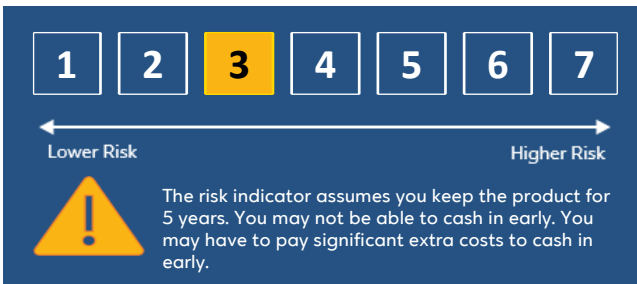 1 2 3 4 5 6 7
Lower Risk Higher Risk
The risk indicator assumes you keep the product for
5 years. You may not be able to cash in early. You
may have to pay significant extra costs to cash in
early.